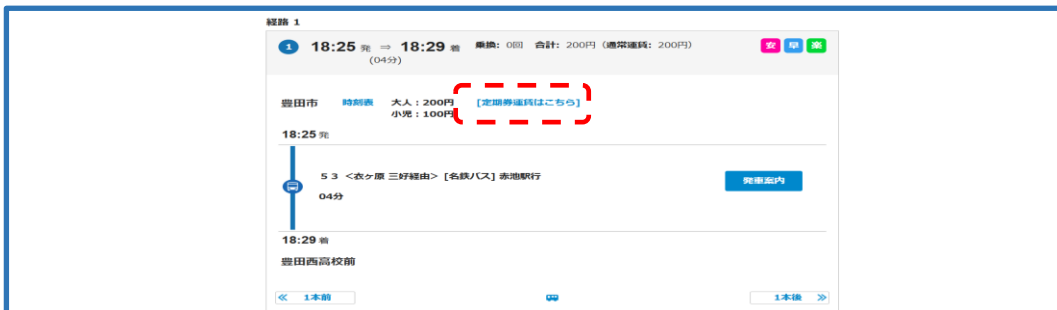 経路 1
1 18:25 発 ⇒ 18:29 着 乗換: 0回 合計: 200円 (通常運賃: 200円) 安 早 楽
(04分)
豊田市 時刻表 大人:200円 [定期券運賃はこちら]
小児:100円
18:25 発
53 <衣ヶ原 三好経由> [名鉄バス] 赤池駅行
発車案内
04分
18:29 着
豊田西高校前
≪ 1本前 1本後 ≫